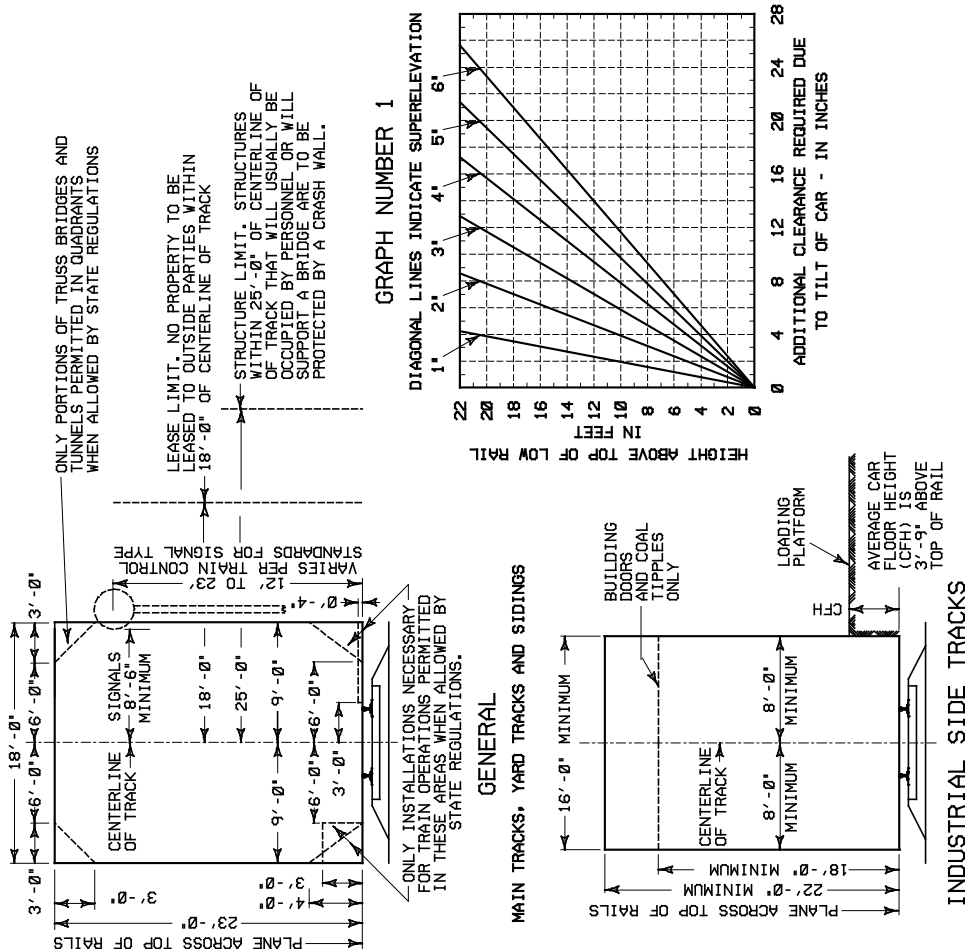 ONLY PORTIONS OF TRUSS BRIDGES AND
TUNNELS PERMITTED IN QUADRANTS
WHEN ALLOWED BY STATE REGULATIONS
LEASE LIMIT. NO PROPERTY TO BE
LEASED TO OUTSIDE PARTIES WITHIN
18'-0" OF CENTERLINE OF TRACK
STRUCTURE LIMIT. STRUCTURES
WITHIN 25'-0" OF CENTERLINE OF
OF TRACK THAT WILL USUALLY BE
OCCUPIED BY PERSONNEL OR WILL
SUPPORT A BRIDGE ARE TO BE
PROTECTED BY A CRASH WALL.
18'-0"
3'-0"
6'-0"
6'-0"
3'-0"
CENTERLINE
OF TRACK
SIGNALS
8'-6"
MINIMUM
18'-0"
25'-0"
9'-0"
9'-0"
6'-0"
6'-0"
3'-0"
3'-0"
23'-0"
PLANE ACROSS TOP OF RAILS
4'-0"
3'-0"
0'-4"
12' TO 23'
VARIES PER TRAIN CONTROL
STANDARDS FOR SIGNAL TYPE
ONLY INSTALLATIONS NECESSARY
FOR TRAIN OPERATIONS PERMITTED
IN THESE AREAS WHEN ALLOWED BY
STATE REGULATIONS.
GENERAL
MAIN TRACKS, YARD TRACKS AND SIDINGS
GRAPH NUMBER 1
DIAGONAL LINES INDICATE SUPERELEVATION
1" 2" 3" 4" 5" 6"
22
20
18
16
14
12
10
8
6
4
2
0
HEIGHT ABOVE TOP OF LOW RAIL
IN FEET
0 4 8 12 16 20 24 28
ADDITIONAL CLEARANCE REQUIRED DUE
TO TILT OF CAR - IN INCHES
16'-0" MINIMUM
BUILDING
DOORS
AND COAL
TIPPLES
ONLY
CENTERLINE
OF TRACK
8'-0"
MINIMUM
8'-0"
MINIMUM
18'-0" MINIMUM
22'-0" MINIMUM
PLANE ACROSS TOP OF RAILS
LOADING
PLATFORM
CFH
AVERAGE CAR
FLOOR HEIGHT
(CFH) IS
3'-9" ABOVE
TOP OF RAIL
INDUSTRIAL SIDE TRACKS